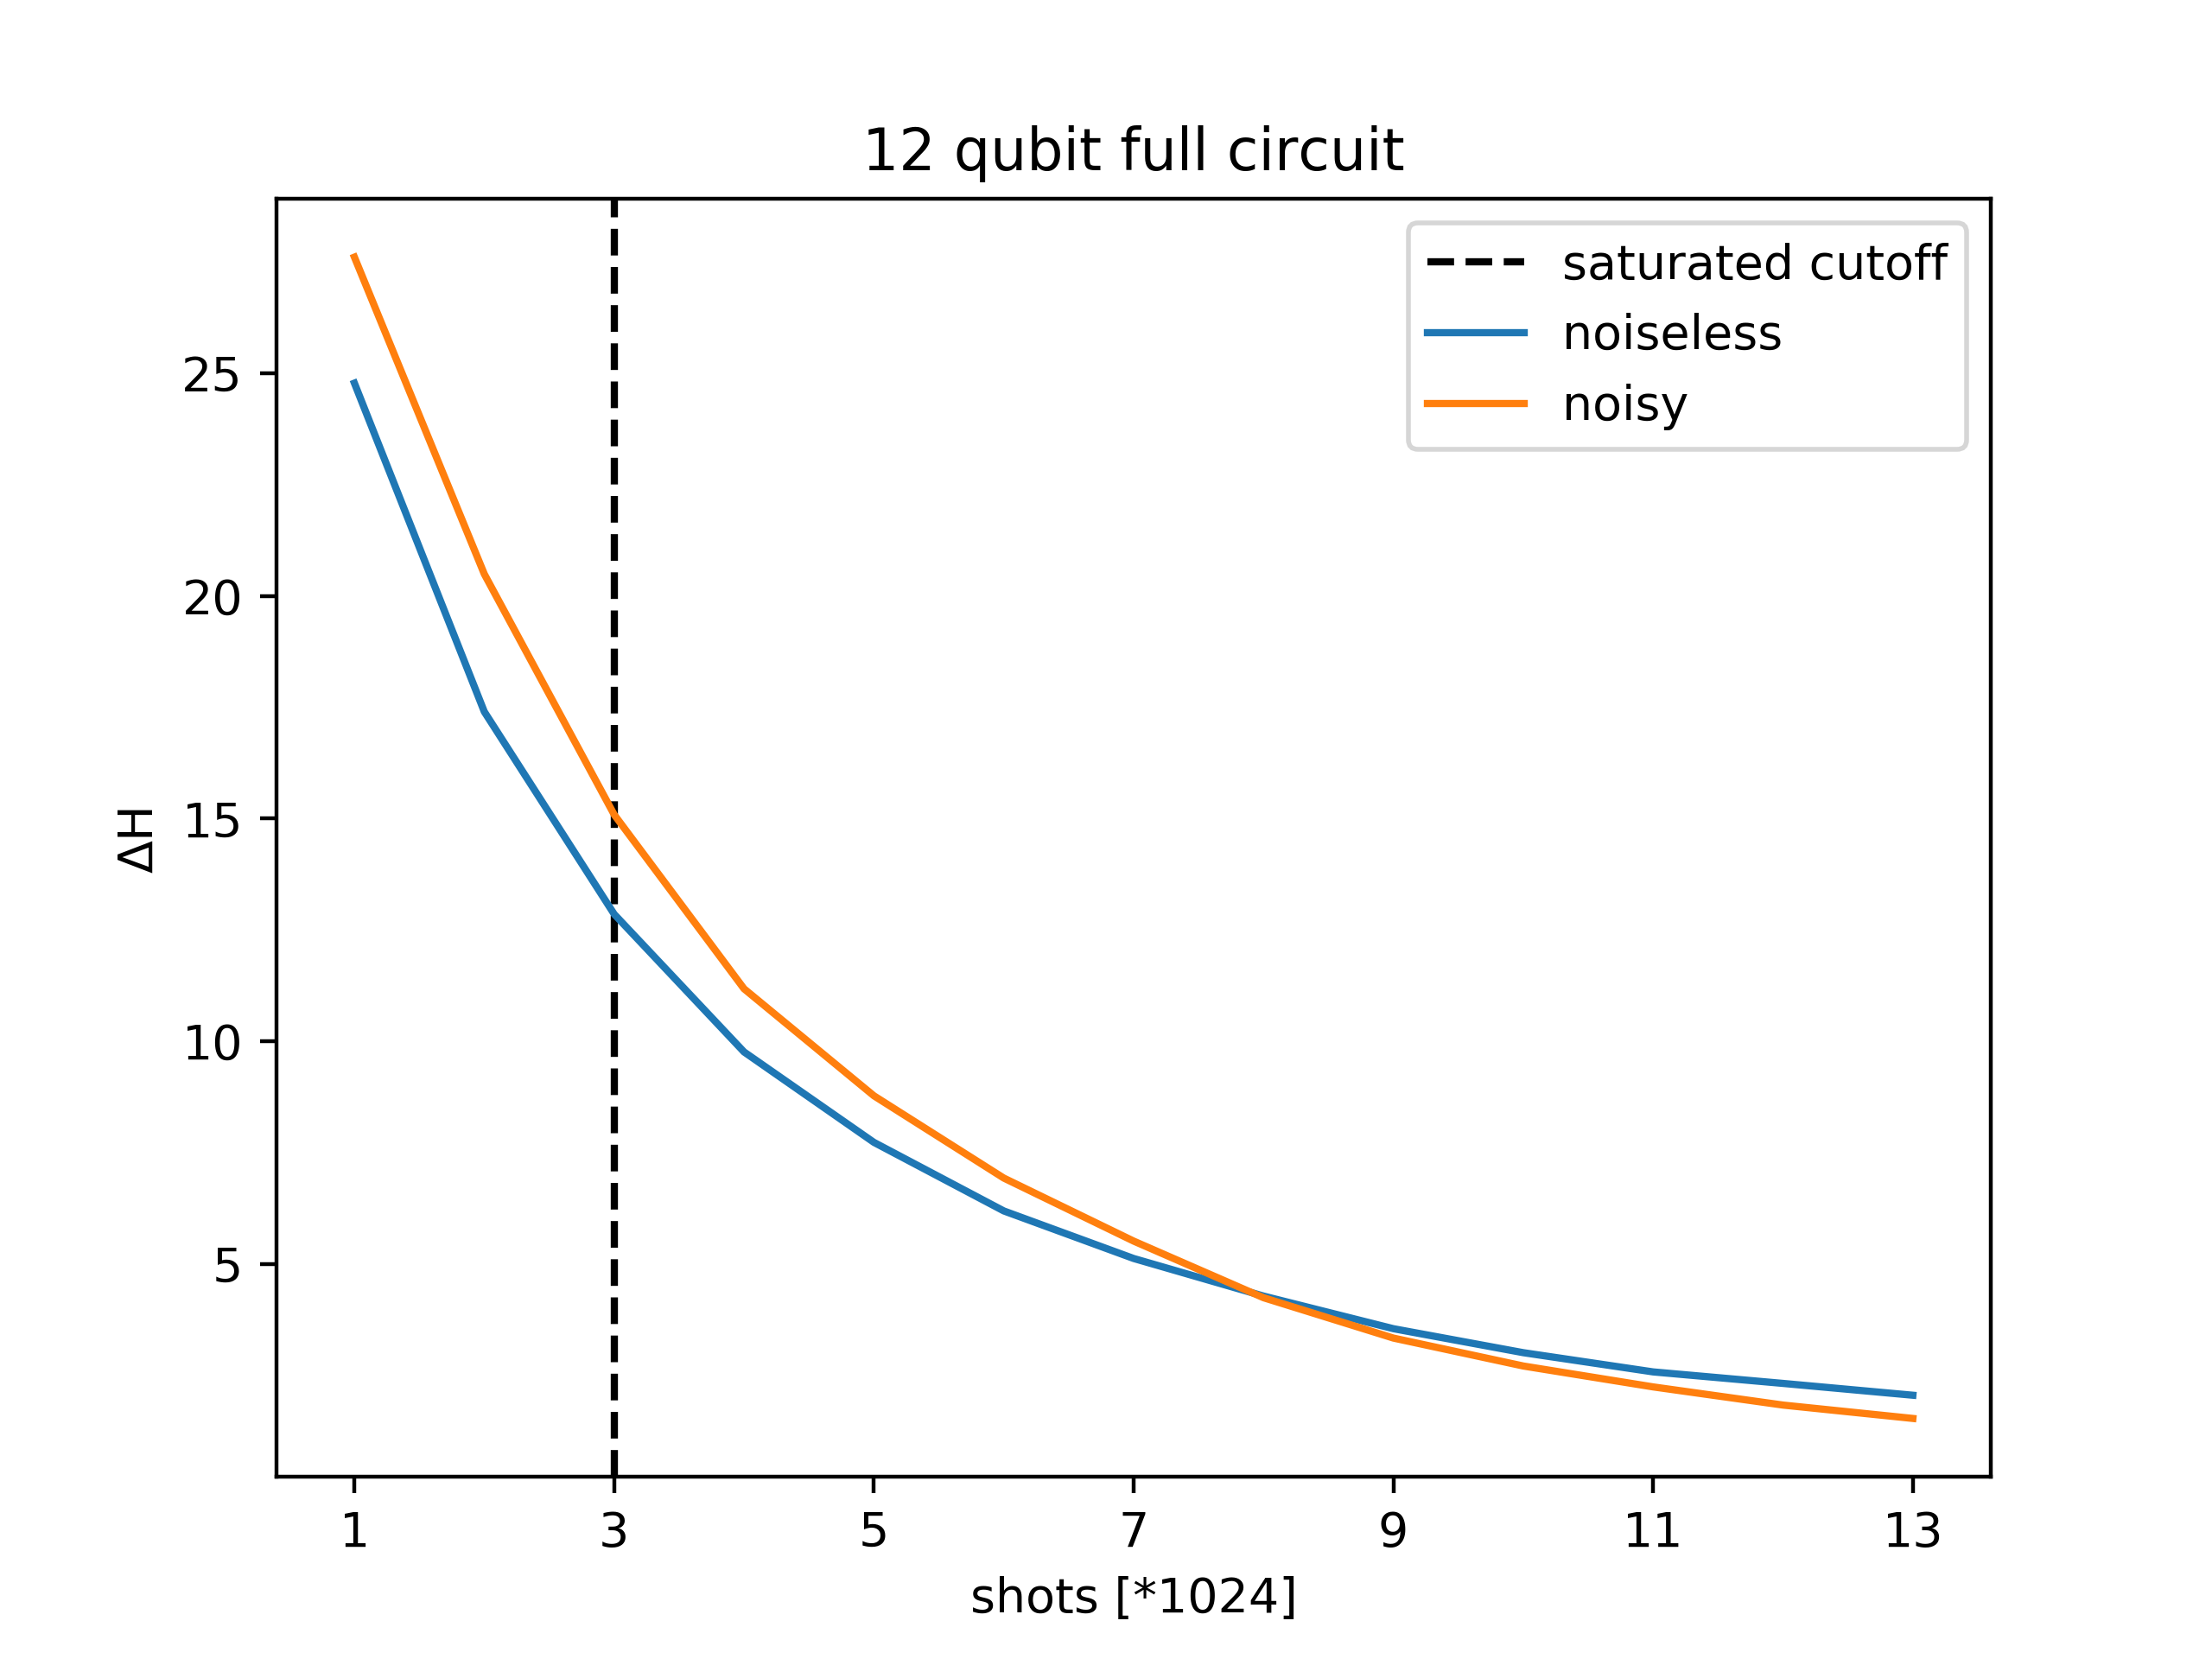 12 qubit full circuit
saturated cutoff
noiseless
noisy
25
20
15
10
5
ΔH
1 3 5 7 9 11 13
shots [*1024]